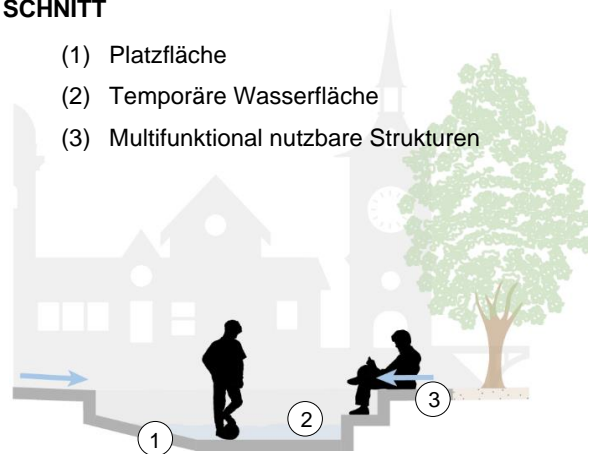 SCHNITT
(1) Platzfläche
(2) Temporäre Wasserfläche
(3) Multifunktional nutzbare Strukturen
3
2
1